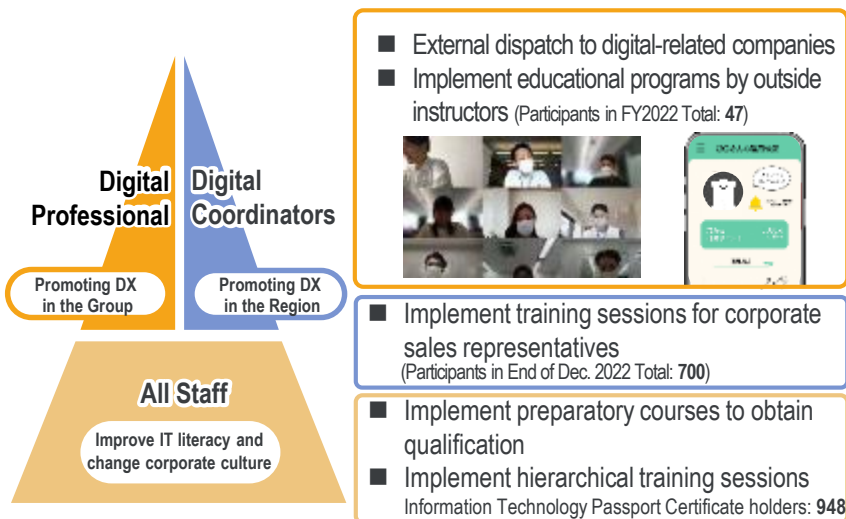 Digital
Professional
Digital
Coordinators
Promoting DX
in the Group
Promoting DX
in the Region
All Staff
Improve IT literacy and
change corporate culture
■ External dispatch to digital-related companies
■ Implement educational programs by outside
instructors (Participants in FY2022 Total: 47)
■ Implement training sessions for corporate
sales representatives
(Participants in End of Dec. 2022 Total: 700)
■ Implement preparatory courses to obtain
qualification
■ Implement hierarchical training sessions
Information Technology Passport Certificate holders: 948